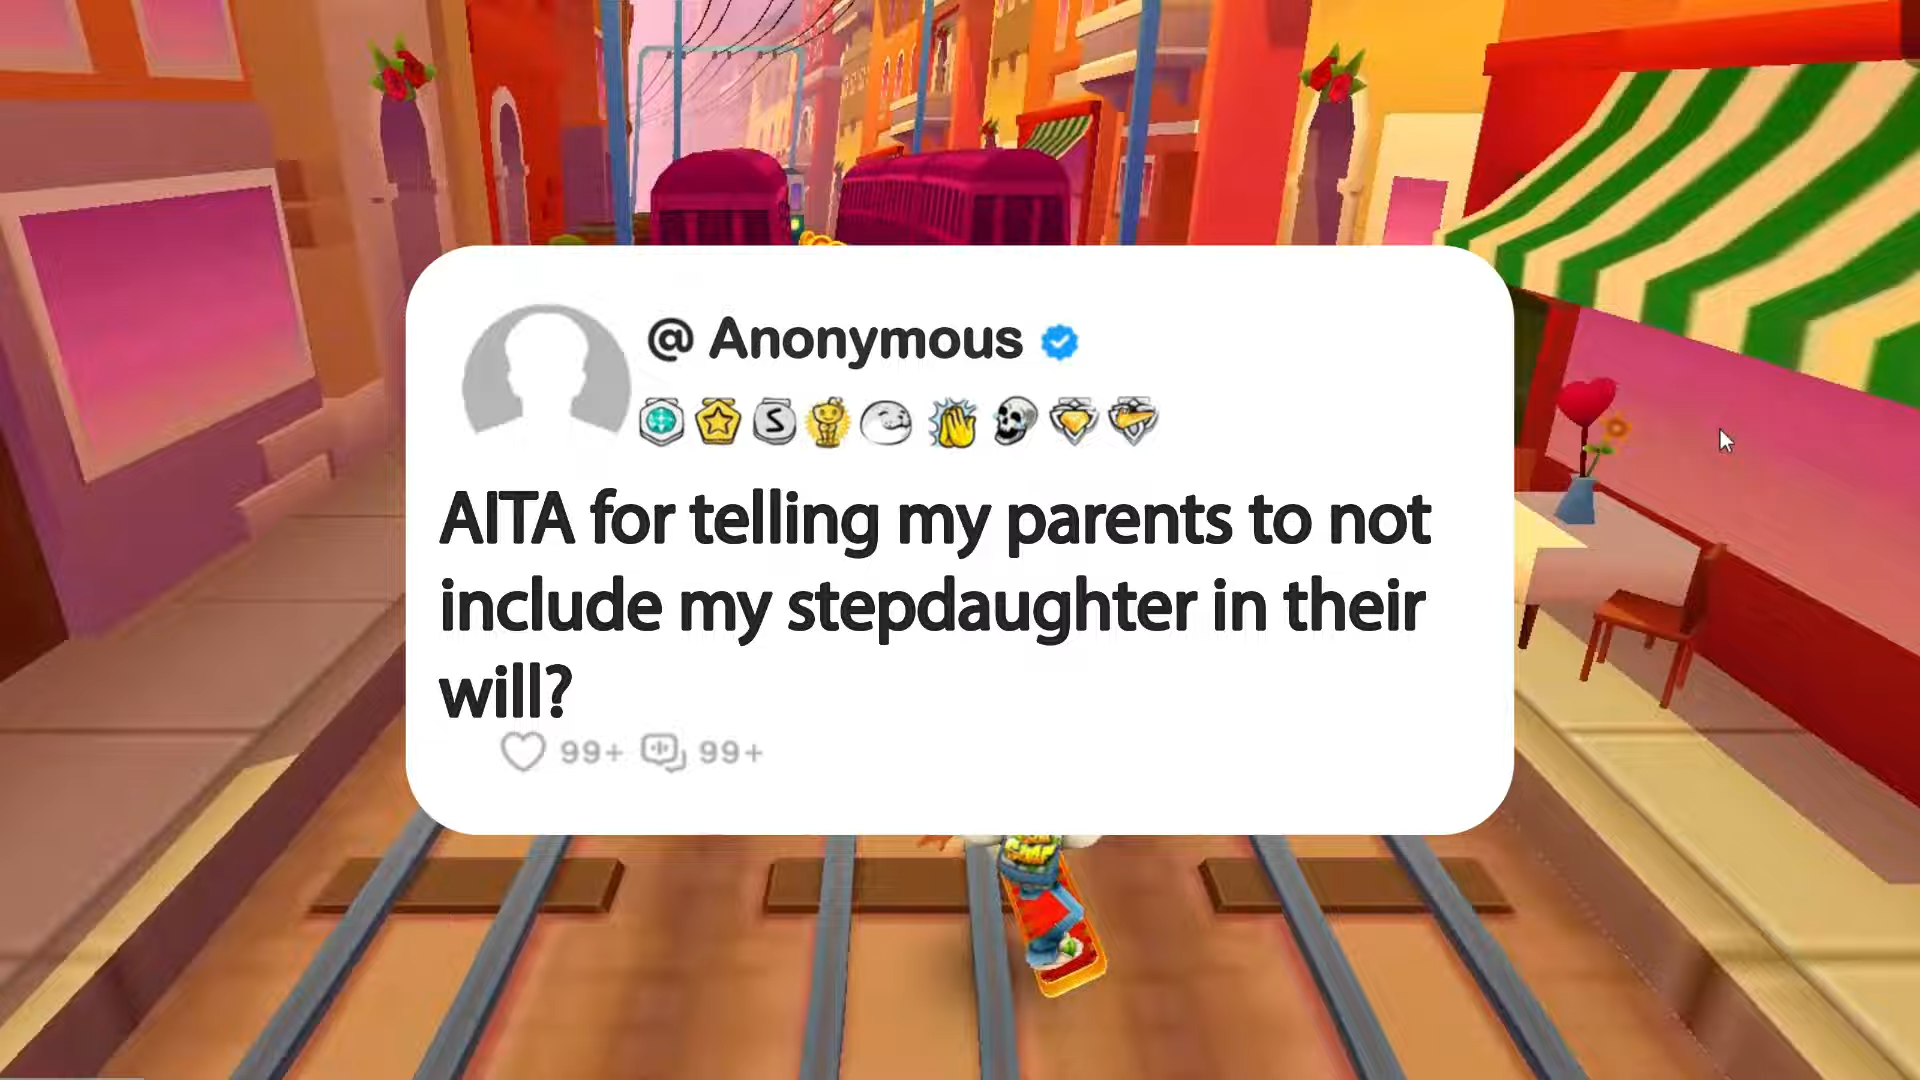 @ Anonymous
AITA for telling my parents to not
include my stepdaughter in their
will?
99+ 99+